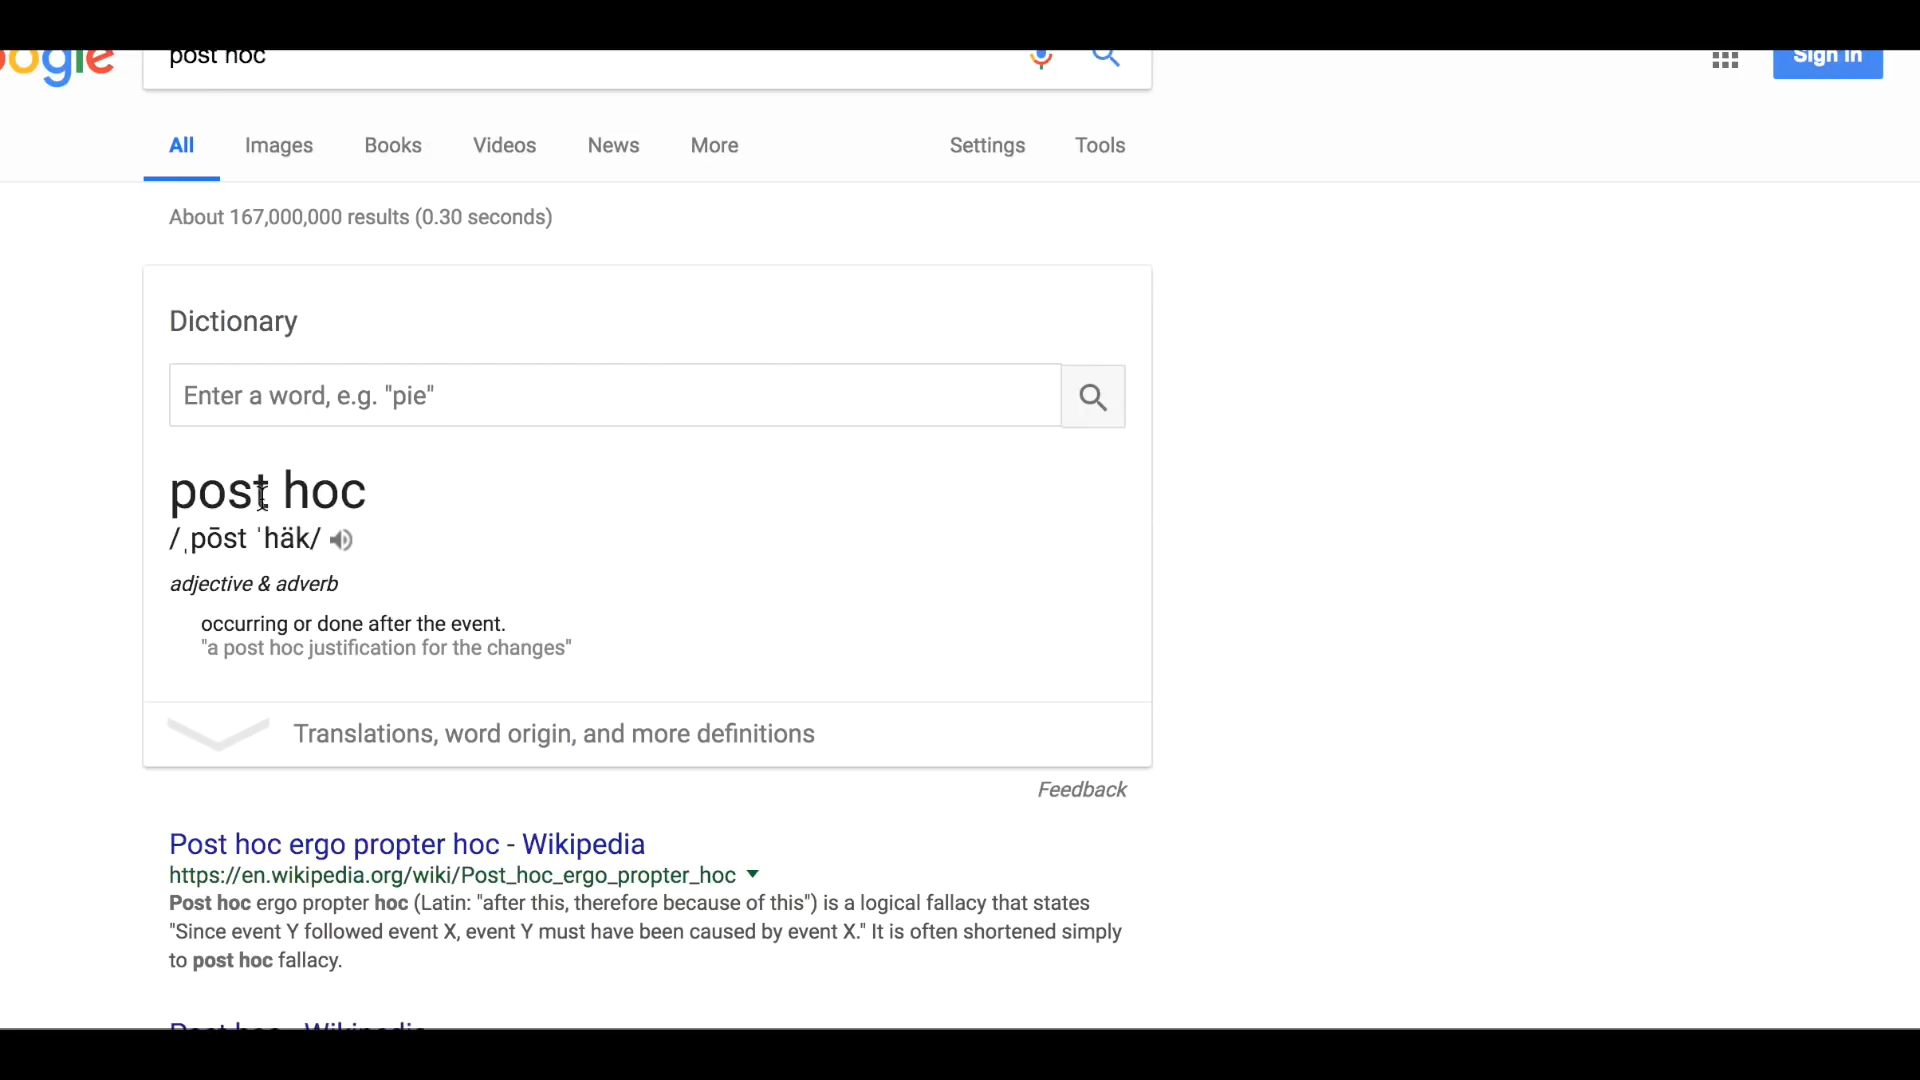 ogle post hoc Sign in
All Images Books Videos News More Settings Tools
About 167,000,000 results (0.30 seconds)
Dictionary
Enter a word, e.g. "pie"
post hoc
/ˌpōst ˈhäk/
adjective & adverb
occurring or done after the event.
"a post hoc justification for the changes"
Translations, word origin, and more definitions
Feedback
Post hoc ergo propter hoc - Wikipedia
https://en.wikipedia.org/wiki/Post_hoc_ergo_propter_hoc
Post hoc ergo propter hoc (Latin: "after this, therefore because of this") is a logical fallacy that states
"Since event Y followed event X, event Y must have been caused by event X." It is often shortened simply
to post hoc fallacy.
Post hoc - Wikipedia